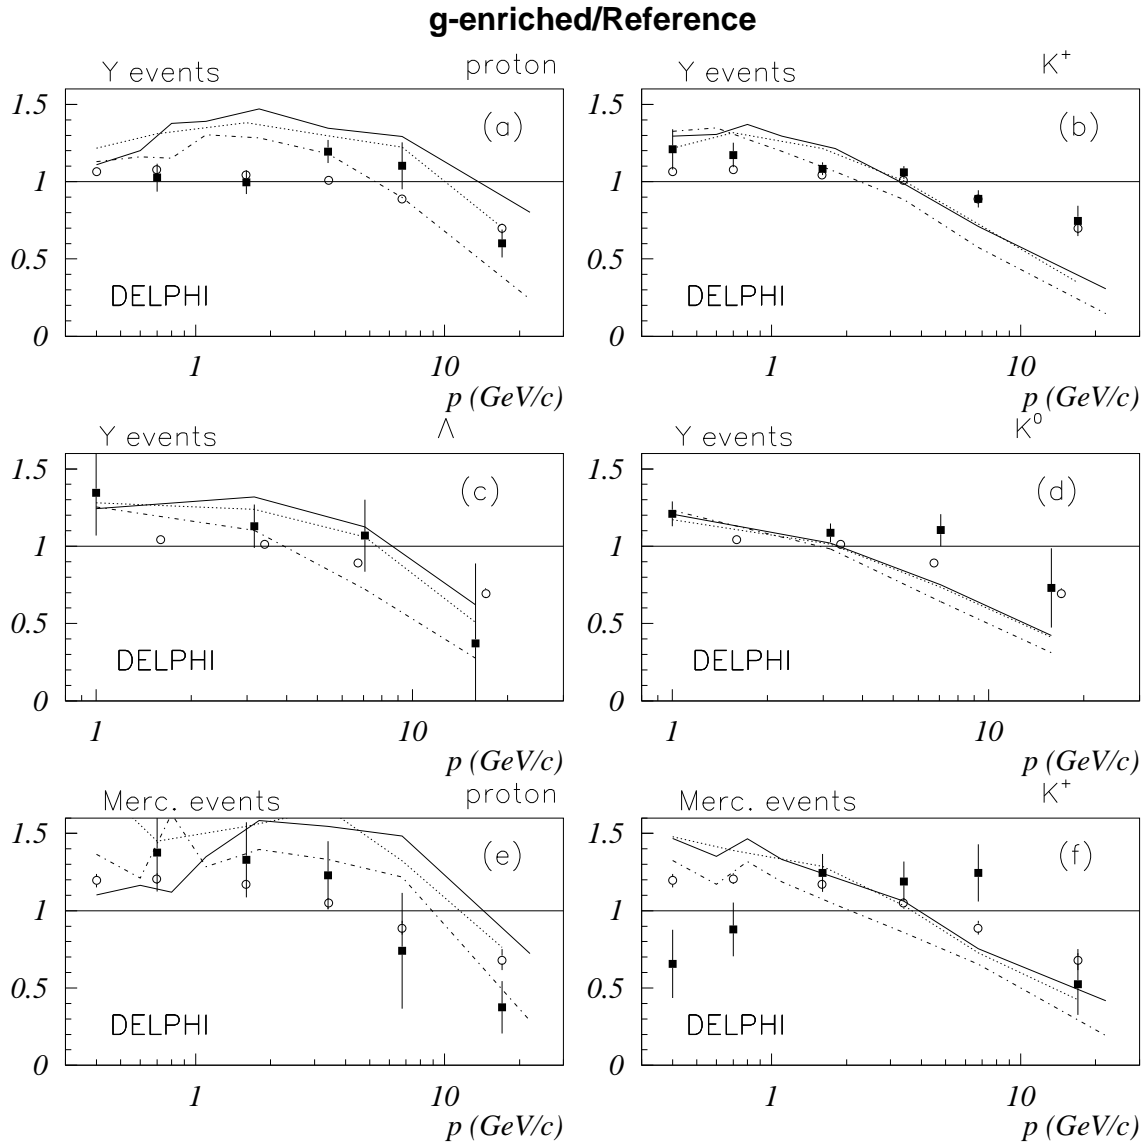 g-enriched/Reference
Y events proton
1.5
(a)
1
0.5
DELPHI
0
1 10
p (GeV/c)
Y events K+
1.5
(b)
1
0.5
DELPHI
0
1 10
p (GeV/c)
Y events Λ
1.5
(c)
1
0.5
DELPHI
0
1 10
p (GeV/c)
Y events K0
1.5
(d)
1
0.5
DELPHI
0
1 10
p (GeV/c)
Merc. events proton
1.5
(e)
1
0.5
DELPHI
0
1 10
p (GeV/c)
Merc. events K+
1.5
(f)
1
0.5
DELPHI
0
1 10
p (GeV/c)